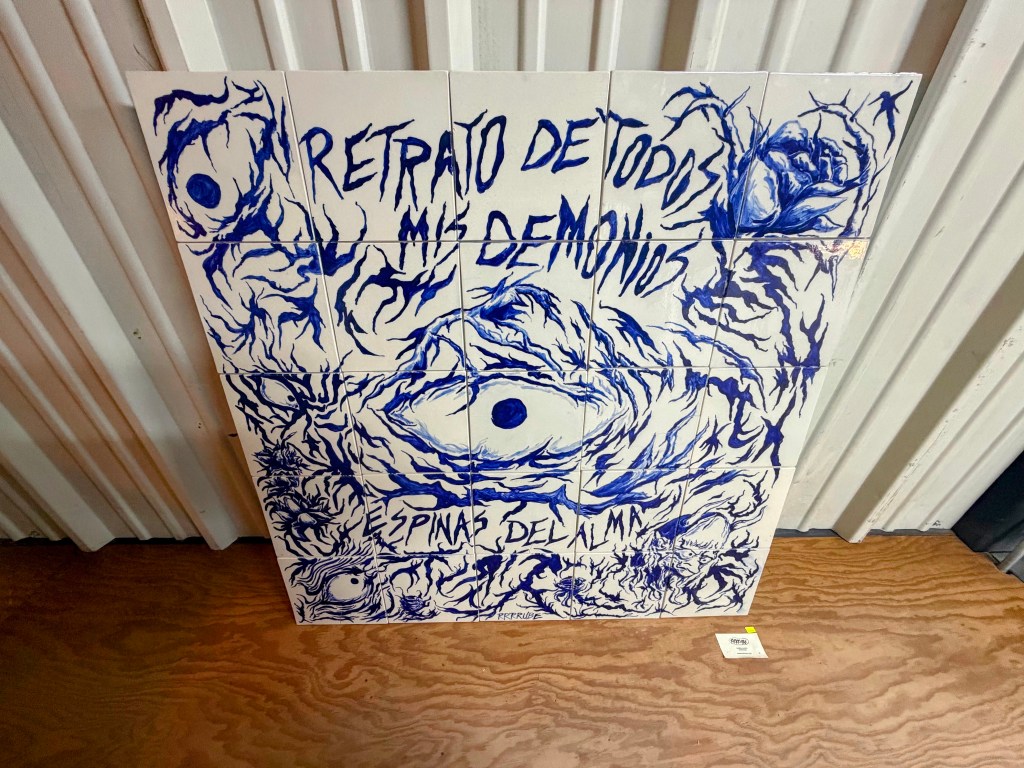 RETRATO DE TODOS
MIS DEMONIOS
ESPINAS DEL ALMA